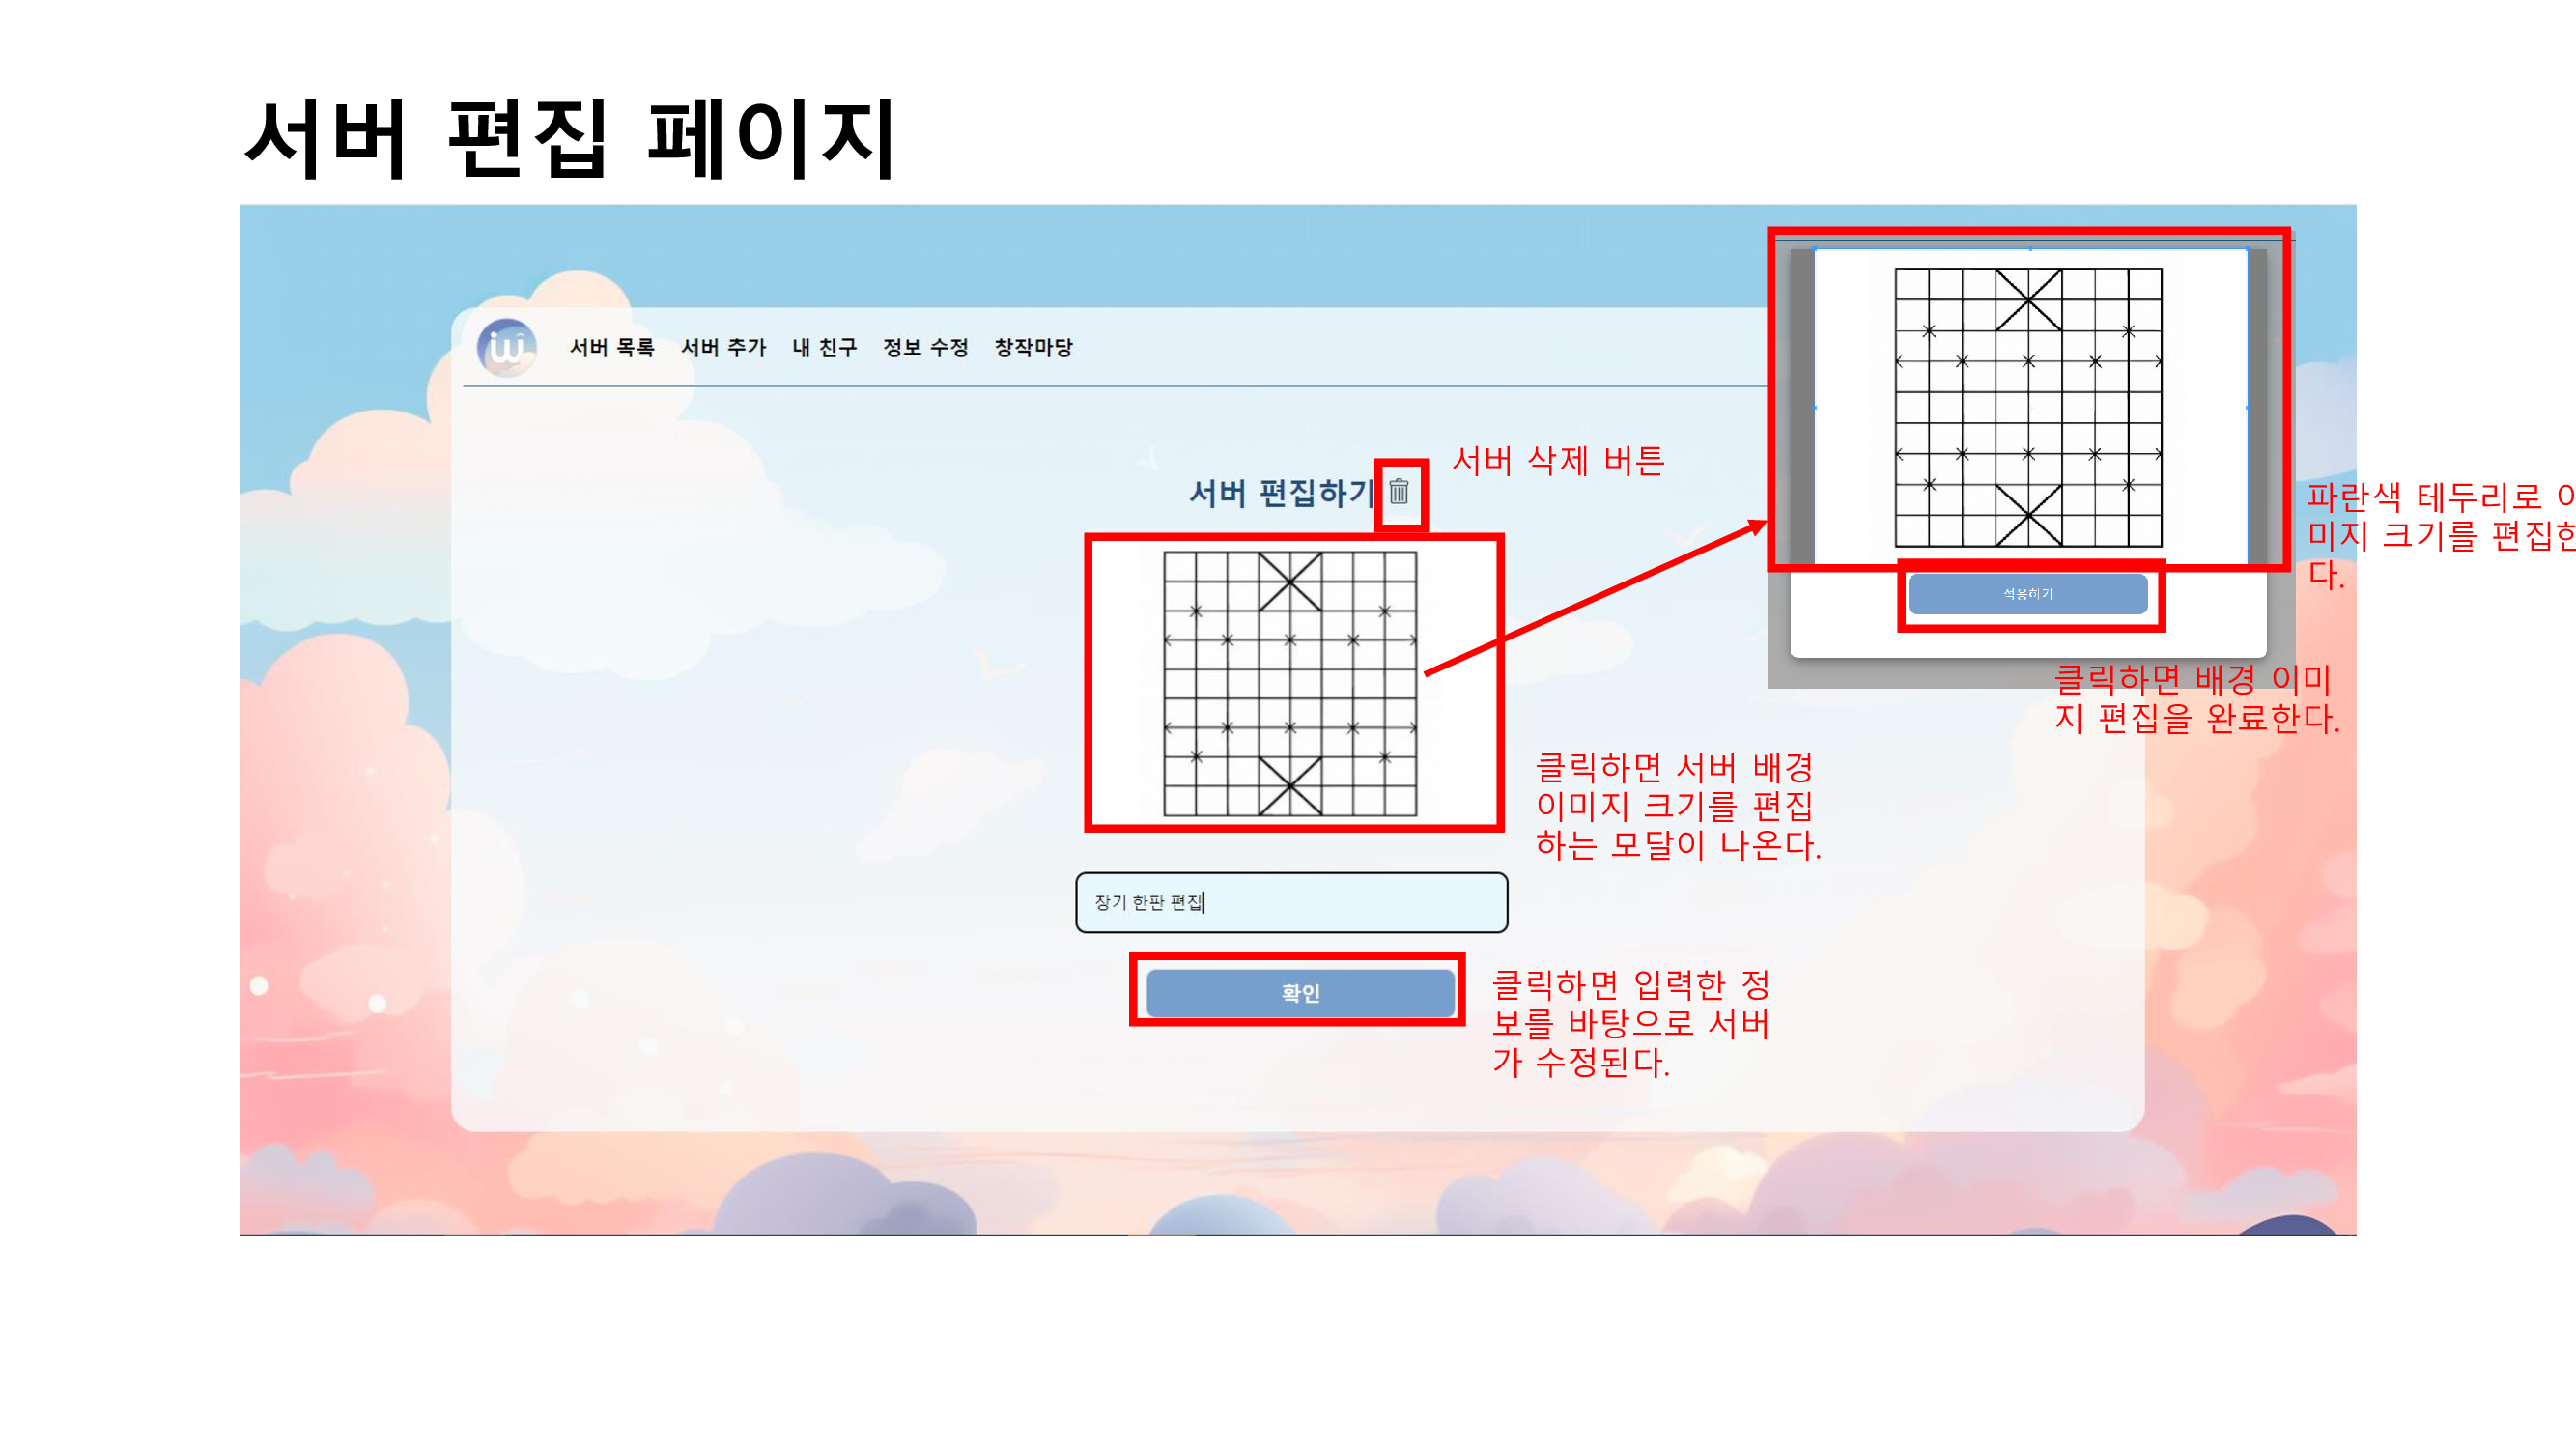 서버 편집 페이지
서버 목록 서버 추가 내 친구 정보 수정 창작마당
서버 편집하기
서버 삭제 버튼
파란색 테두리로 이
미지 크기를 편집한
다.
적용하기
클릭하면 배경 이미
지 편집을 완료한다.
클릭하면 서버 배경
이미지 크기를 편집
하는 모달이 나온다.
장기 한판 편집
확인
클릭하면 입력한 정
보를 바탕으로 서버
가 수정된다.